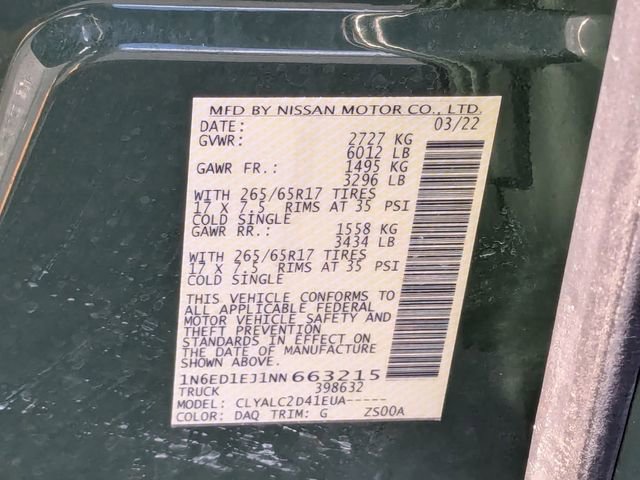 MFD BY NISSAN MOTOR CO., LTD.
DATE: 03/22
GVWR: 2727 KG
6012 LB
GAWR FR.: 1495 KG
3296 LB
WITH 265/65R17 TIRES
17 X 7.5 RIMS AT 35 PSI
COLD SINGLE
GAWR RR.: 1558 KG
3434 LB
WITH 265/65R17 TIRES
17 X 7.5 RIMS AT 35 PSI
COLD SINGLE
THIS VEHICLE CONFORMS TO
ALL APPLICABLE FEDERAL
MOTOR VEHICLE SAFETY AND
THEFT PREVENTION
STANDARDS IN EFFECT ON
THE DATE OF MANUFACTURE
SHOWN ABOVE.
1N6ED1EJ1NN663215
TRUCK 398632
MODEL: CLYALC2D41EUA-----
COLOR: DAQ TRIM: G ZS00A